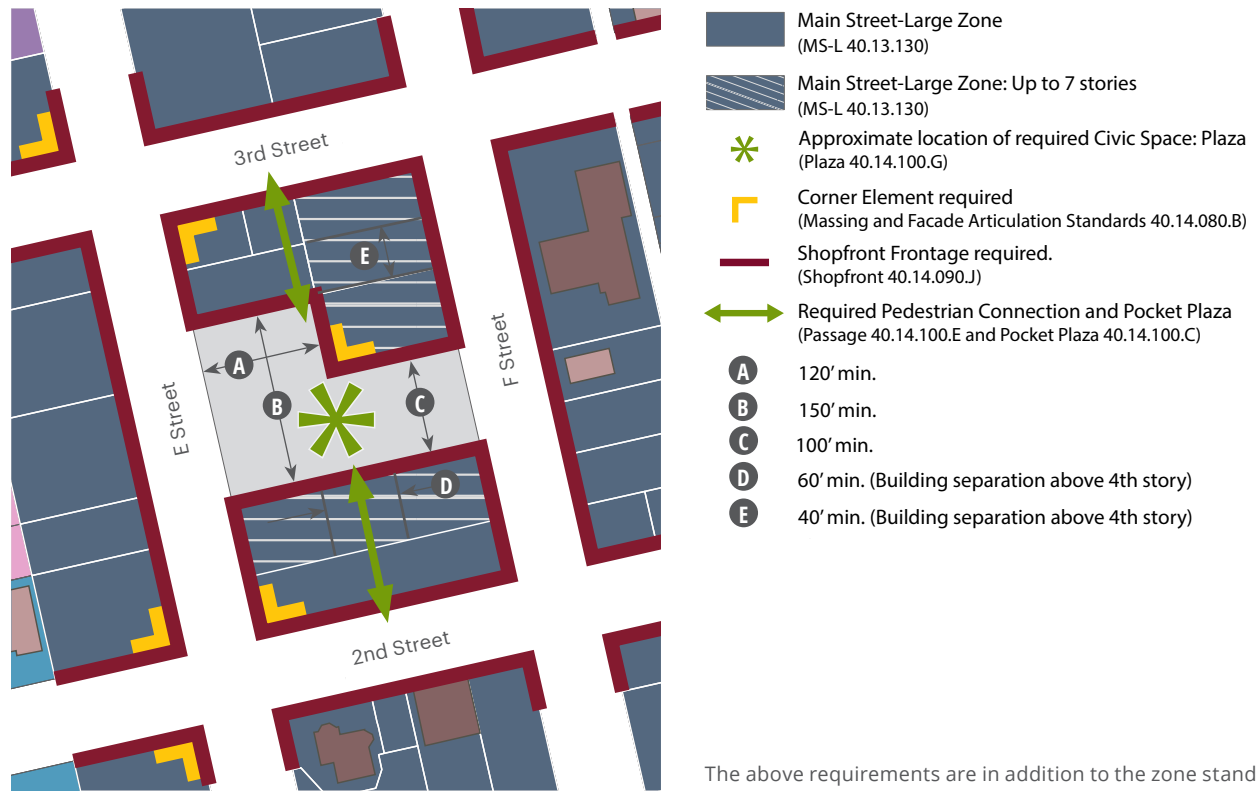 3rd Street
E
A
F Street
B
C
E Street
D
2nd Street
Main Street-Large Zone
(MS-L 40.13.130)
Main Street-Large Zone: Up to 7 stories
(MS-L 40.13.130)
Approximate location of required Civic Space: Plaza
(Plaza 40.14.100.G)
Corner Element required
(Massing and Facade Articulation Standards 40.14.080.B)
Shopfront Frontage required.
(Shopfront 40.14.090.J)
Required Pedestrian Connection and Pocket Plaza
(Passage 40.14.100.E and Pocket Plaza 40.14.100.C)
A 120’ min.
B 150’ min.
C 100’ min.
D 60’ min. (Building separation above 4th story)
E 40’ min. (Building separation above 4th story)
The above requirements are in addition to the zone stand